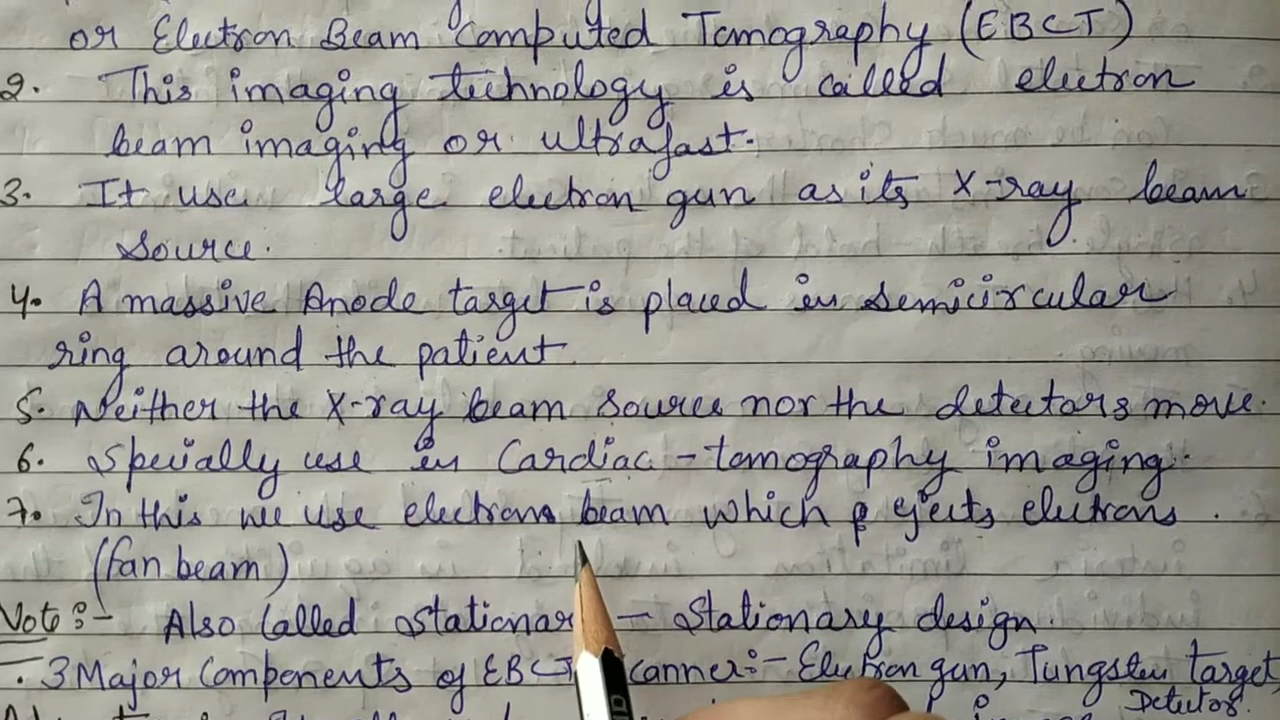 or Electron Beam Computed Tomography (EBCT)
2. This imaging technology is called electron
beam imaging or ultrafast.
3. It use large electron gun as its X-ray beam
Source.
4. A massive Anode target is placed in semicircular
ring around the patient
5. Neither the X-ray beam source nor the detectors move.
6. Specially use in Cardiac - tomography imaging.
7. In this we use electrons beam which ejects electrons.
(fan beam)
Note:- Also Called Stationar - Stationary design.
. 3 Major Components of EBCT canner:- Electron gun, Tungsten target,
Detector.